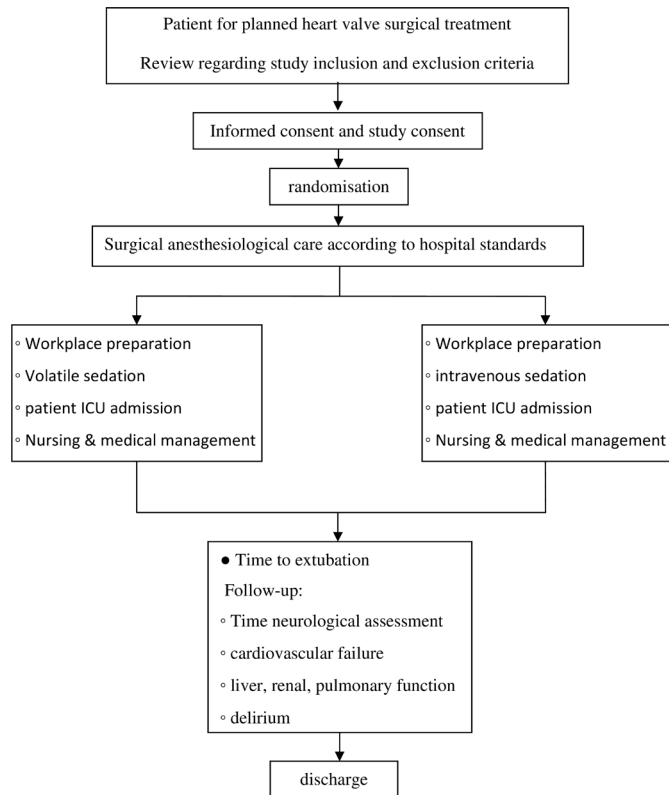 Patient for planned heart valve surgical treatment
Review regarding study inclusion and exclusion criteria
Informed consent and study consent
randomisation
Surgical anesthesiological care according to hospital standards
◦ Workplace preparation
◦ Volatile sedation
◦ patient ICU admission
◦ Nursing & medical management
◦ Workplace preparation
◦ intravenous sedation
◦ patient ICU admission
◦ Nursing & medical management
● Time to extubation
Follow-up:
◦ Time neurological assessment
◦ cardiovascular failure
◦ liver, renal, pulmonary function
◦ delirium
discharge